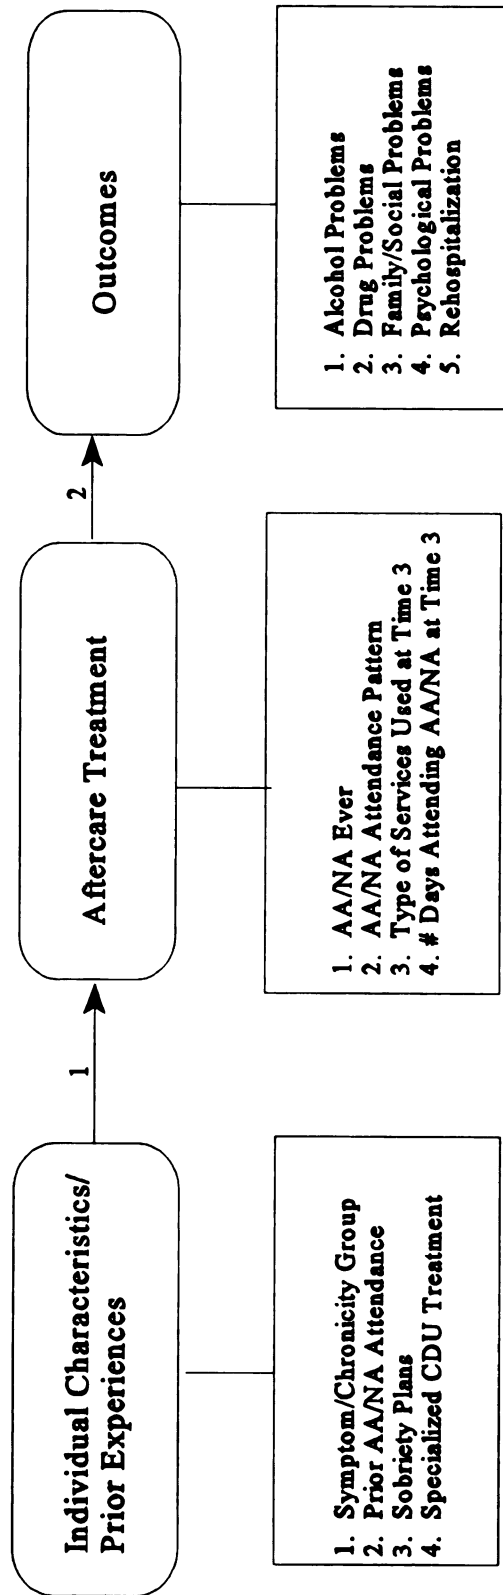 Individual Characteristics/
Prior Experiences
1
Aftercare Treatment
2
Outcomes
1. Symptom/Chronicity Group
2. Prior AA/NA Attendance
3. Sobriety Plans
4. Specialized CDU Treatment
1. AA/NA Ever
2. AA/NA Attendance Pattern
3. Type of Services Used at Time 3
4. # Days Attending AA/NA at Time 3
1. Alcohol Problems
2. Drug Problems
3. Family/Social Problems
4. Psychological Problems
5. Rehospitalization